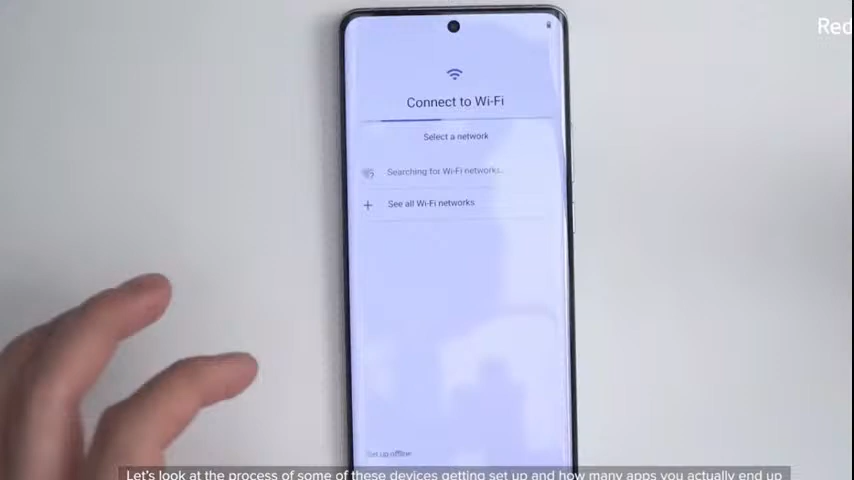 Red
Connect to Wi-Fi
Select a network
Searching for Wi-Fi networks...
See all Wi-Fi networks
Set up offline
Let's look at the process of some of these devices getting set up and how many apps you actually end up